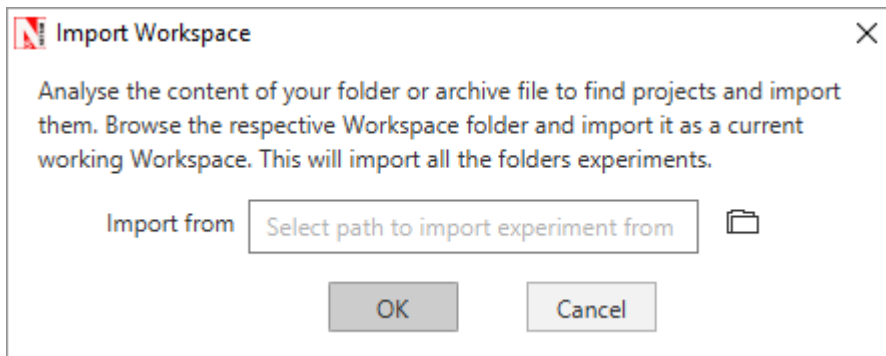 Import Workspace
Analyse the content of your folder or archive file to find projects and import
them. Browse the respective Workspace folder and import it as a current
working Workspace. This will import all the folders experiments.
Import from Select path to import experiment from
OK Cancel